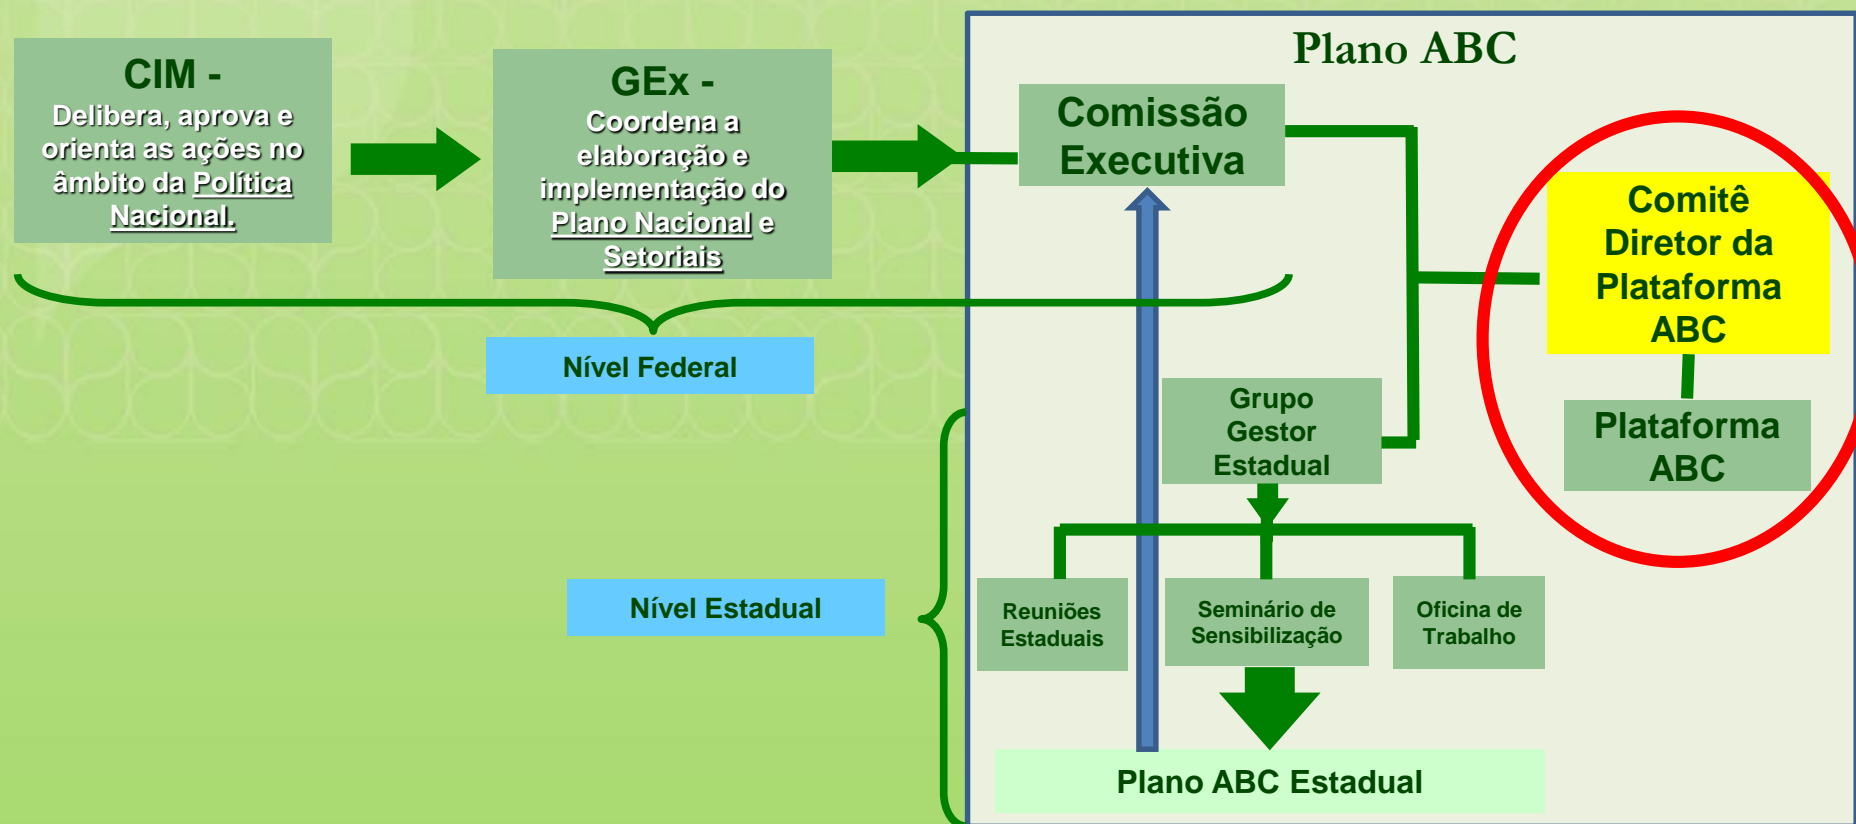 CIM -
Delibera, aprova e
orienta as ações no
âmbito da Política
Nacional.
GEx -
Coordena a
elaboração e
implementação do
Plano Nacional e
Setoriais
Plano ABC
Comissão
Executiva
Comitê
Diretor da
Plataforma
ABC
Plataforma
ABC
Nível Federal
Grupo
Gestor
Estadual
Nível Estadual
Reuniões
Estaduais
Seminário de
Sensibilização
Oficina de
Trabalho
Plano ABC Estadual